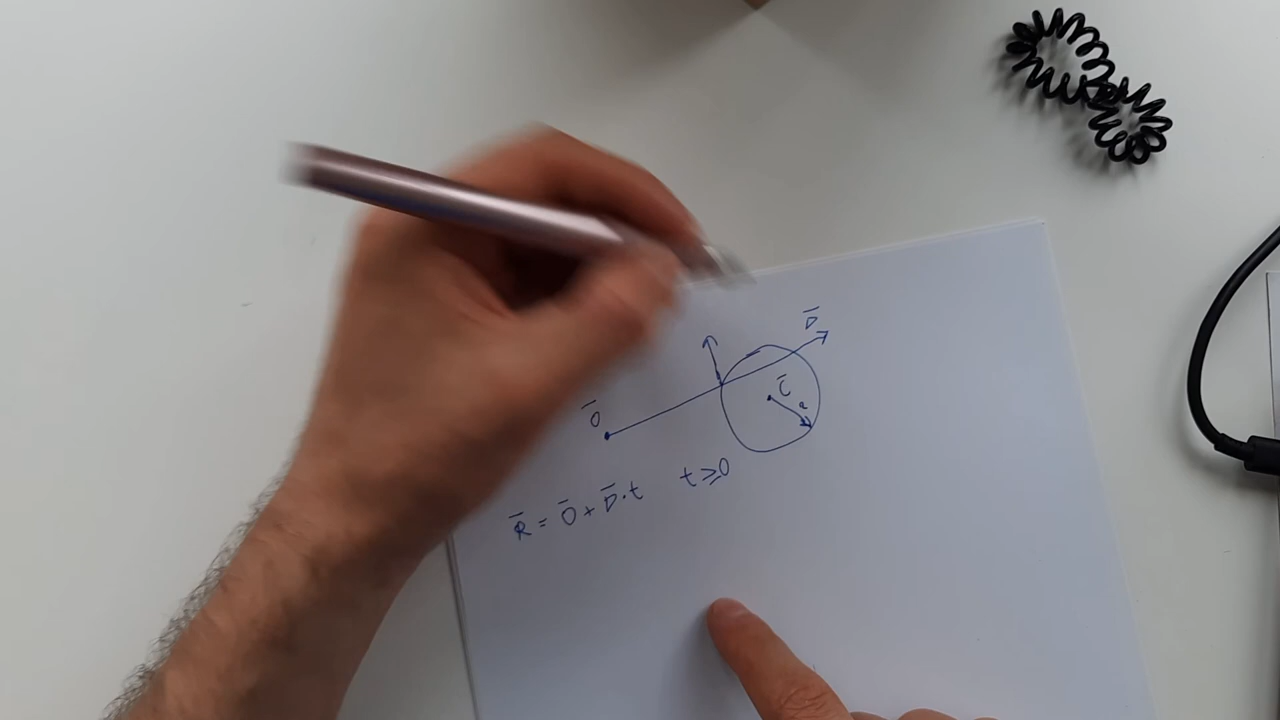 D̅
C̅
R
O̅
t ≥ 0
R̅ = O̅ + D̅ · t